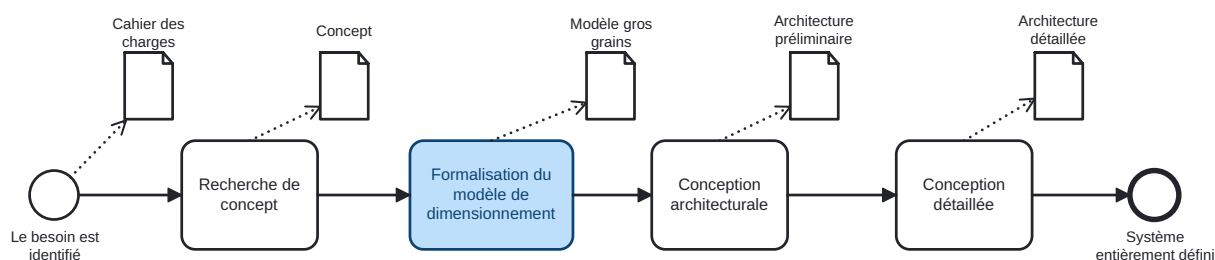 Cahier des
charges
Concept
Modèle gros
grains
Architecture
préliminaire
Architecture
détaillée
Recherche de
concept
Formalisation du
modèle de
dimensionnement
Conception
architecturale
Conception
détaillée
Le besoin est
identifié
Système
entièrement défini